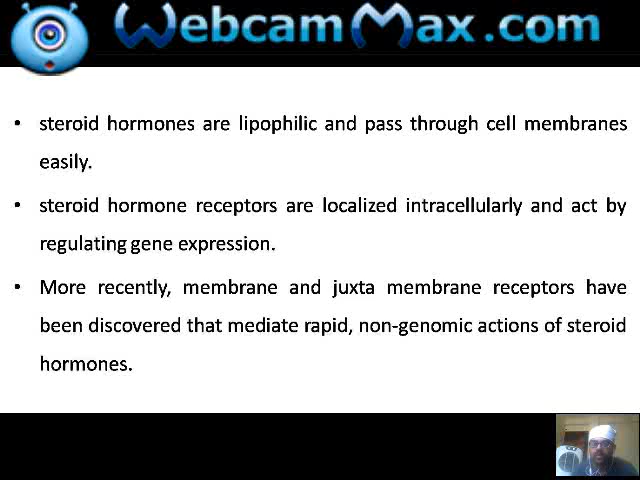 WebcamMax.com
• steroid hormones are lipophilic and pass through cell membranes
easily.
• steroid hormone receptors are localized intracellularly and act by
regulating gene expression.
• More recently, membrane and juxta membrane receptors have
been discovered that mediate rapid, non-genomic actions of steroid
hormones.